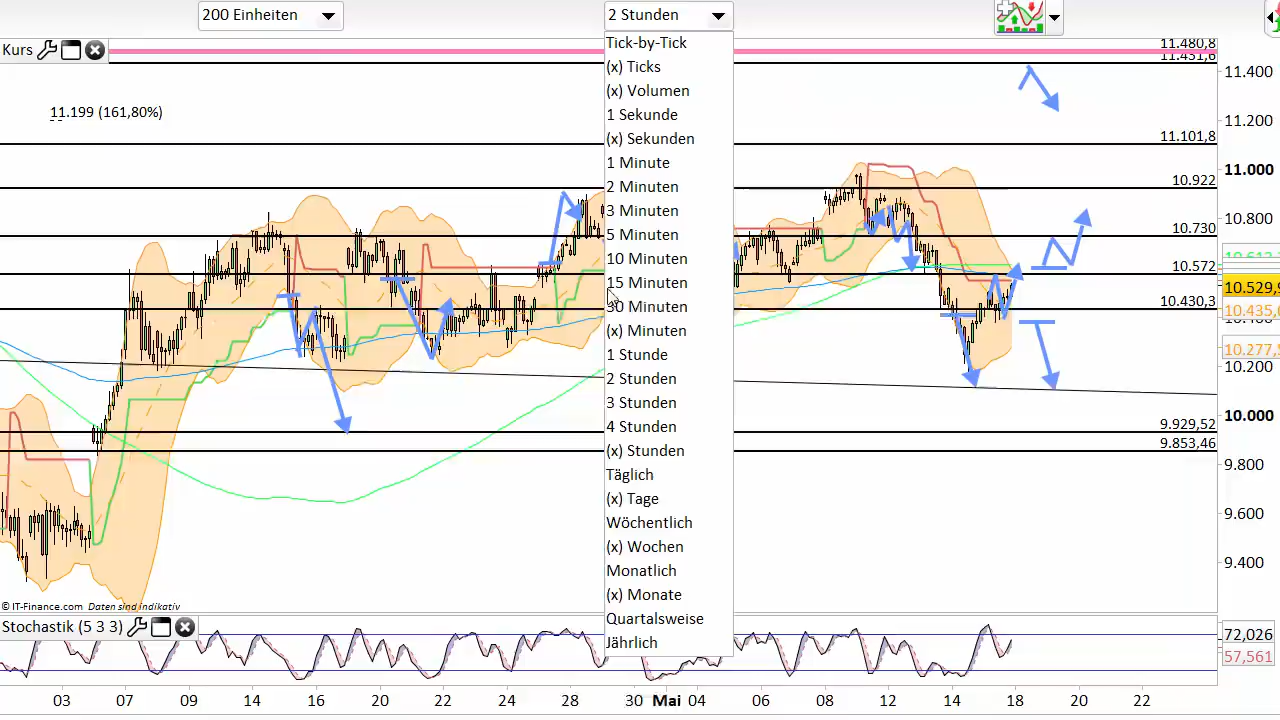 200 Einheiten
2 Stunden
Kurs
11.199 (161,80%)
Tick-by-Tick
(x) Ticks
(x) Volumen
1 Sekunde
(x) Sekunden
1 Minute
2 Minuten
3 Minuten
5 Minuten
10 Minuten
15 Minuten
30 Minuten
(x) Minuten
1 Stunde
2 Stunden
3 Stunden
4 Stunden
(x) Stunden
Täglich
(x) Tage
Wöchentlich
(x) Wochen
Monatlich
(x) Monate
Quartalsweise
Jährlich
11.480,8
11.451,6
11.101,8
10.922
10.730
10.572
10.430,3
9.929,52
9.853,46
11.400
11.200
11.000
10.800
10.529,9
10.435,
10.277,
10.200
10.000
9.800
9.600
9.400
© IT-Finance.com Daten sind indikativ
Stochastik (5 3 3)
72,026
57,561
03 07 09 14 16 20 22 24 28 30 Mai 04 06 08 12 14 18 20 22